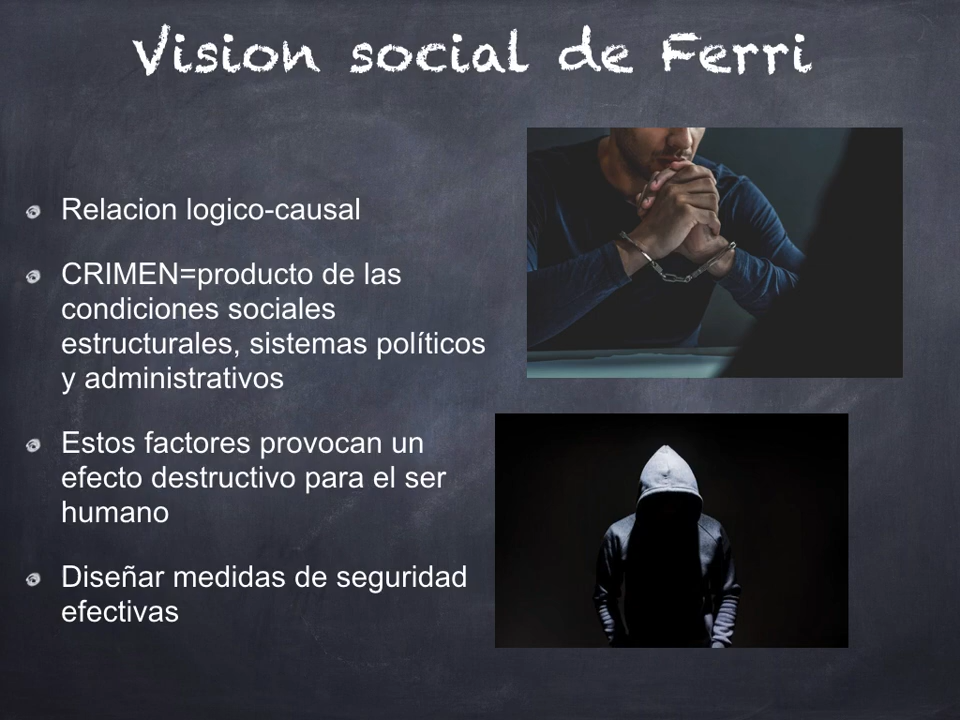 Vision social de Ferri
Relacion logico-causal
CRIMEN=producto de las
condiciones sociales
estructurales, sistemas políticos
y administrativos
Estos factores provocan un
efecto destructivo para el ser
humano
Diseñar medidas de seguridad
efectivas